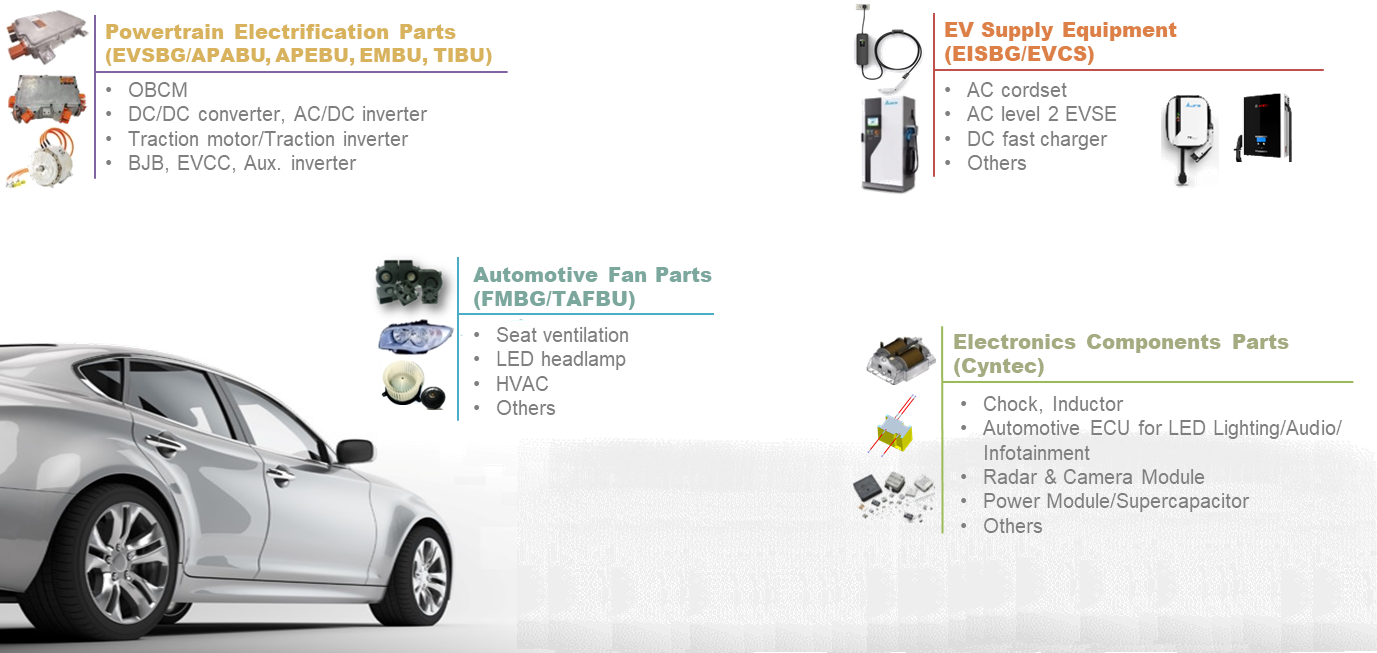 Powertrain Electrification Parts
(EVSBG/APABU, APEBU, EMBU, TIBU)
• OBCM
• DC/DC converter, AC/DC inverter
• Traction motor/Traction inverter
• BJB, EVCC, Aux. inverter
EV Supply Equipment
(EISBG/EVCS)
• AC cordset
• AC level 2 EVSE
• DC fast charger
• Others
Automotive Fan Parts
(FMBG/TAFBU)
• Seat ventilation
• LED headlamp
• HVAC
• Others
Electronics Components Parts
(Cyntec)
• Chock, Inductor
• Automotive ECU for LED Lighting/Audio/
Infotainment
• Radar & Camera Module
• Power Module/Supercapacitor
• Others